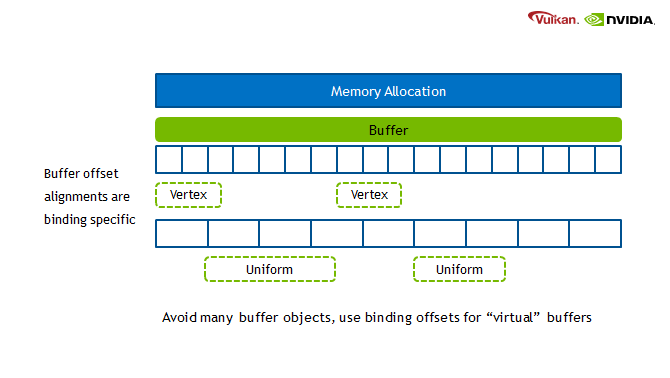 Vulkan. NVIDIA.
Memory Allocation
Buffer
Buffer offset
alignments are
binding specific
Vertex Vertex
Uniform Uniform
Avoid many buffer objects, use binding offsets for “virtual” buffers